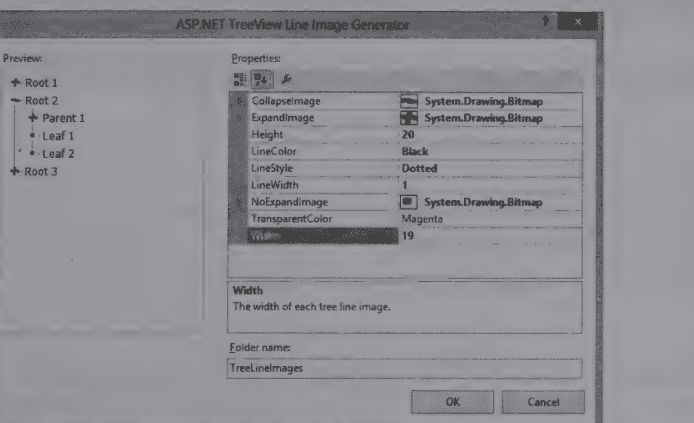 ASP.NET TreeView Line Image Generator
? ×
Preview:
Root 1
Root 2
Parent 1
Leaf 1
Leaf 2
Root 3
Properties:
CollapseImage System.Drawing.Bitmap
ExpandImage System.Drawing.Bitmap
Height 20
LineColor Black
LineStyle Dotted
LineWidth 1
NoExpandImage System.Drawing.Bitmap
TransparentColor Magenta
Width 19
Width
The width of each tree line image.
Folder name:
TreeLineImages
OK Cancel